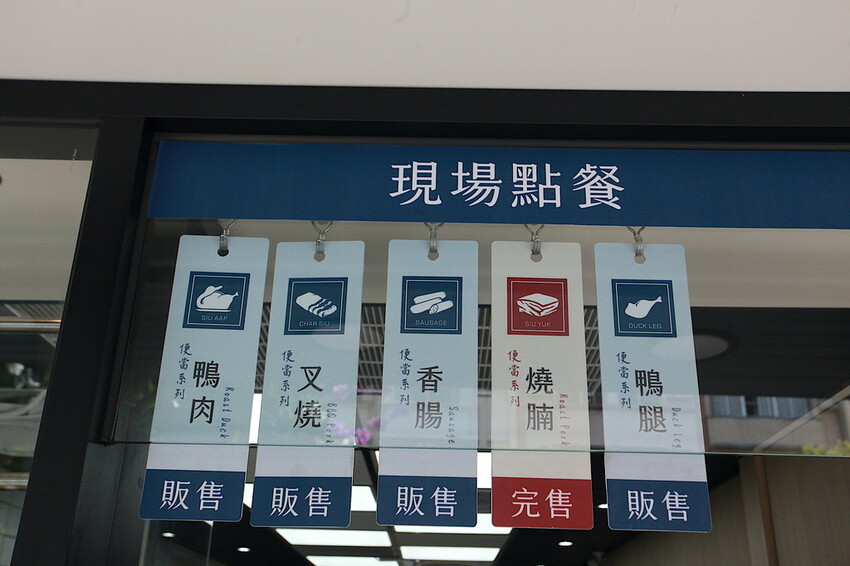 現場點餐
SIU AAP
便當系列
鴨肉
Roast Duck
販售
CHAR SIU
便當系列
叉燒
BBQ Pork
販售
SAUSAGE
便當系列
香腸
Sausage
販售
SIU YUK
便當系列
燒腩
Roast Pork
完售
DUCK LEG
便當系列
鴨腿
Duck Leg
販售